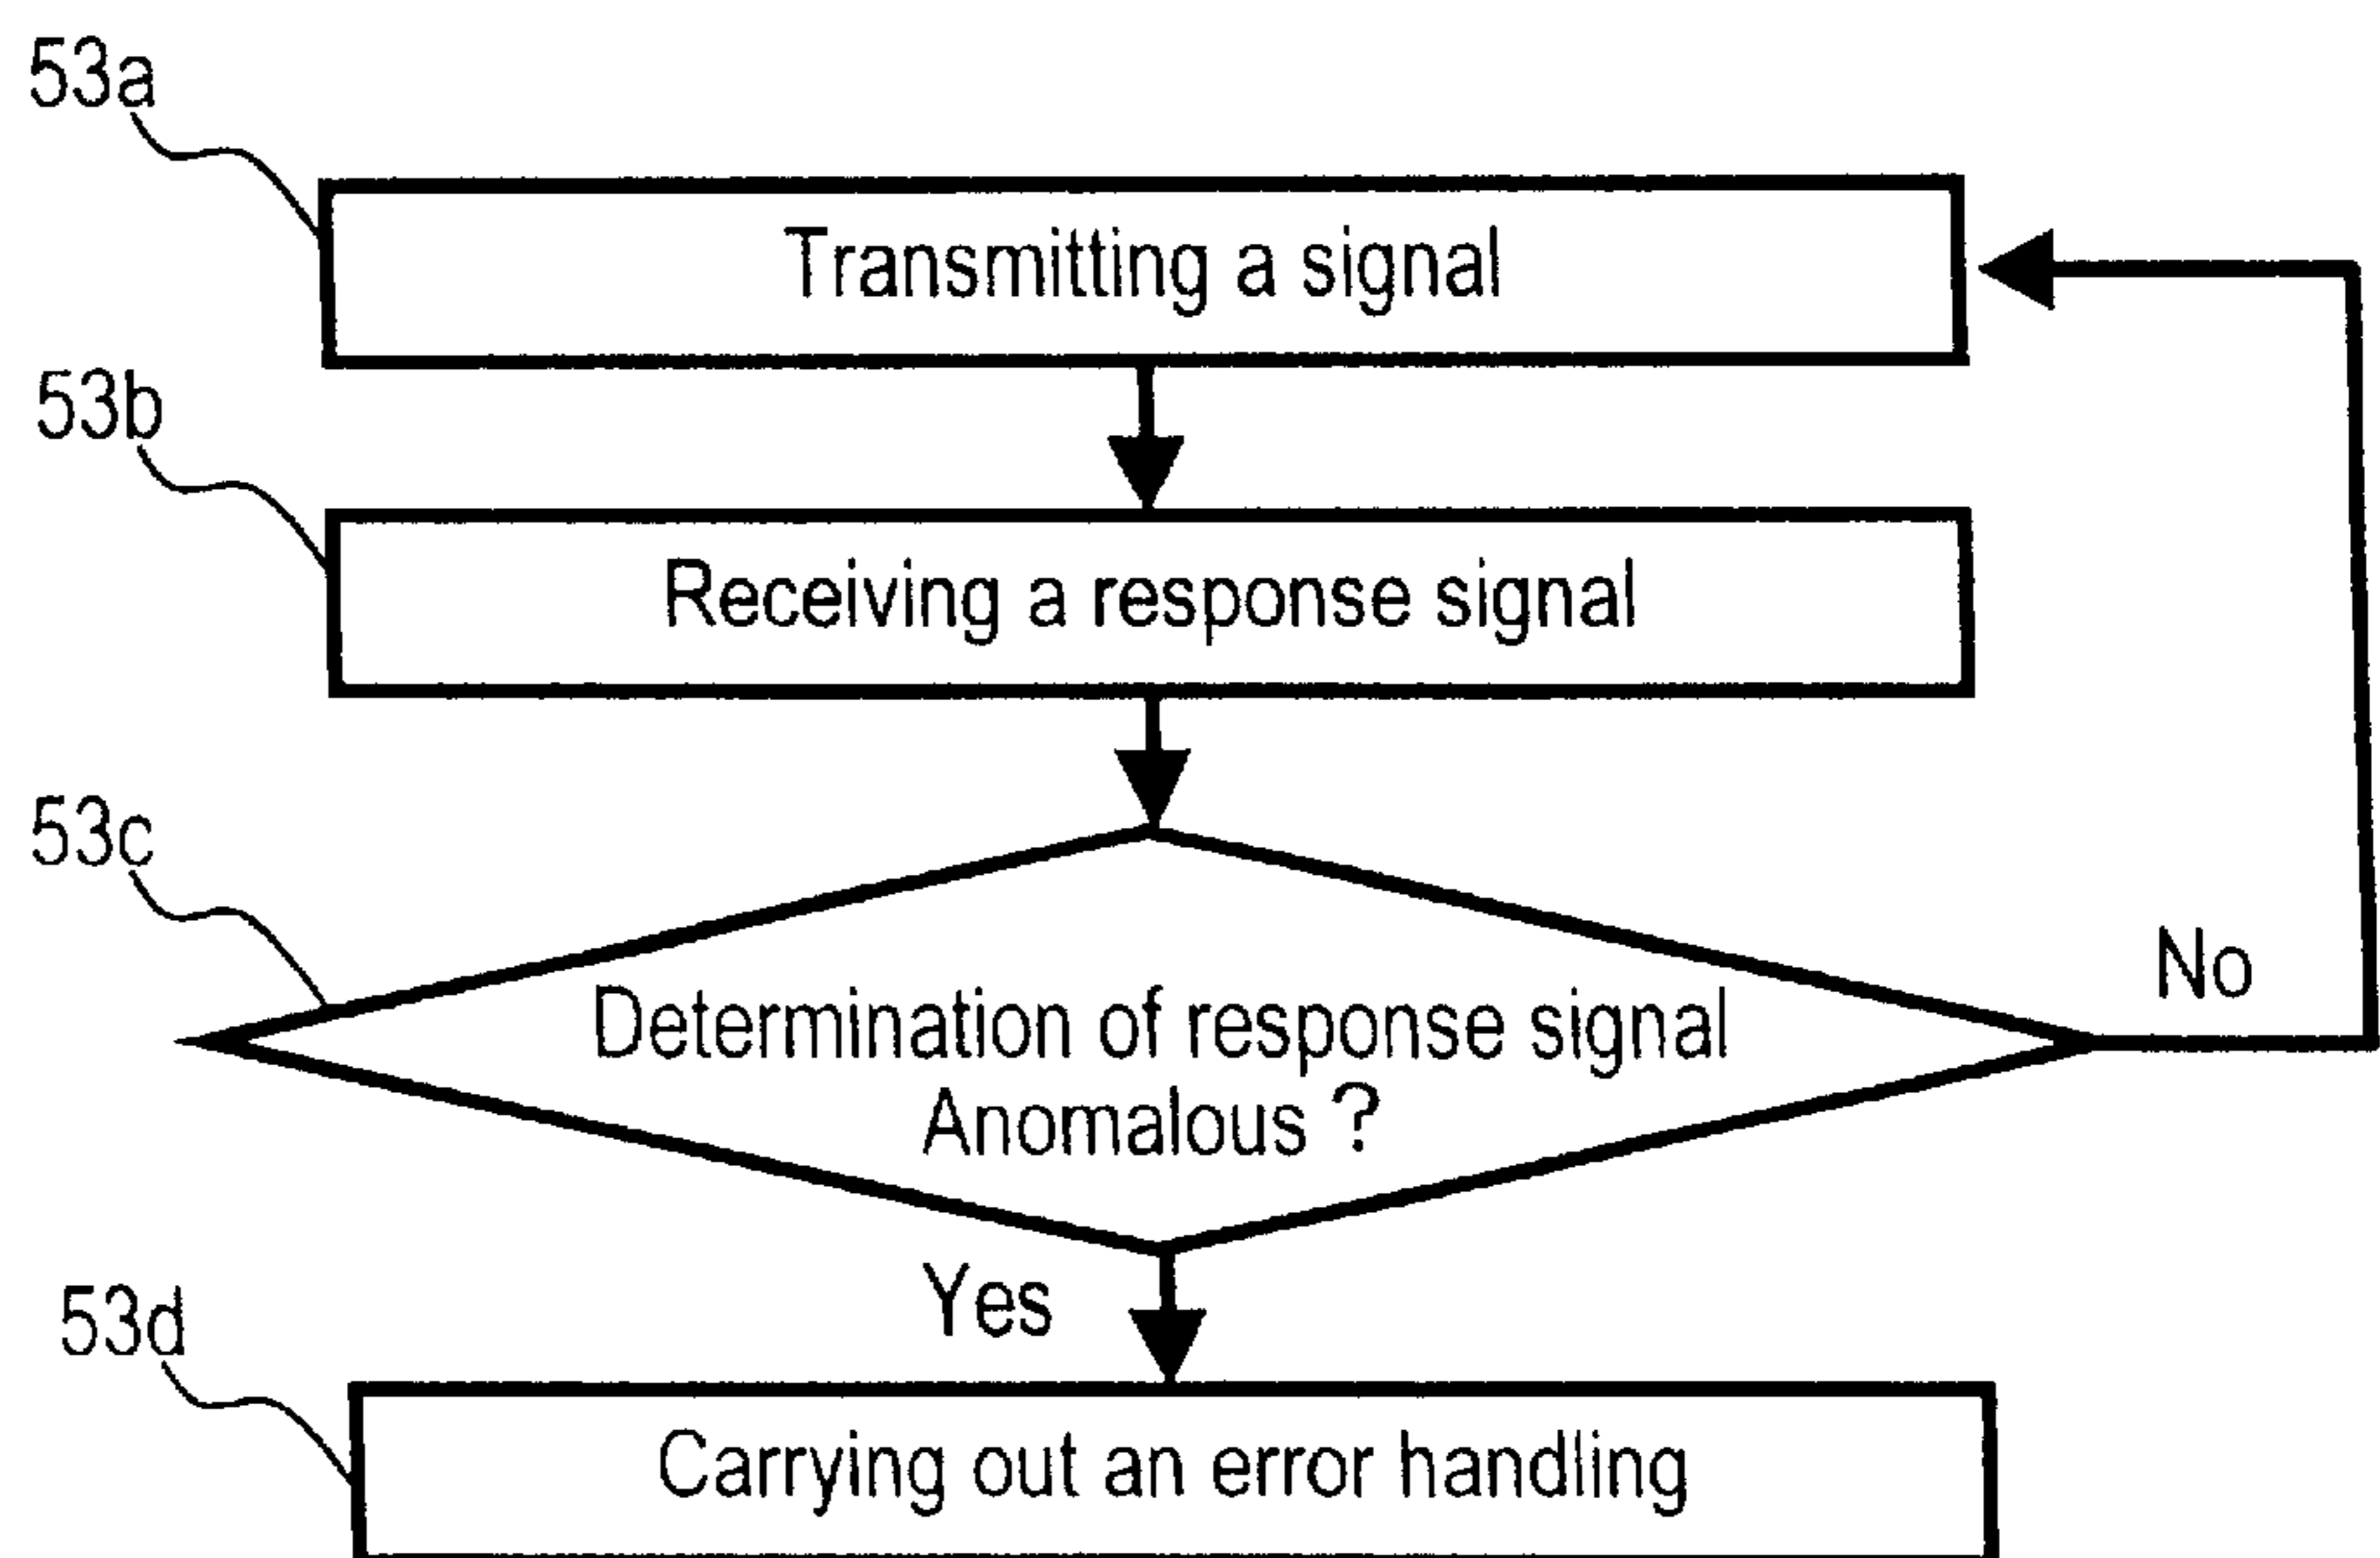 53a
Transmitting a signal
53b
Receiving a response signal
53c
No
Determination of response signal
Anomalous ?
Yes
53d
Carrying out an error handling